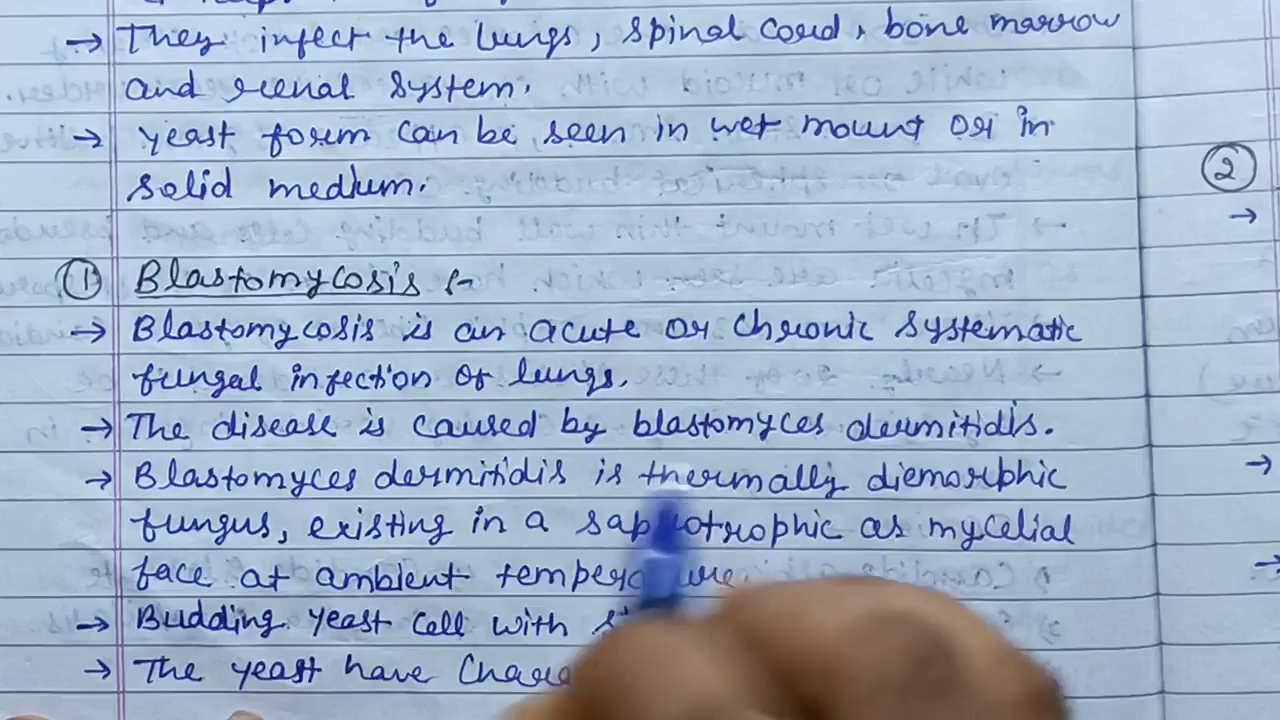 → They infect the lungs, spinal cord, bone marrow
and renal system.
→ yeast form can be seen in wet mount or in
solid medium.
① Blastomycosis :-
→ Blastomycosis is an acute or chronic systematic
fungal infection of lungs.
→ The disease is caused by blastomyces dermitidis.
→ Blastomyces dermitidis is thermally diemorphic
fungus, existing in a saprotrophic as mycelial
face at ambient temperature.
→ Budding yeast cell with
→ The yeast have
②
→
→
→